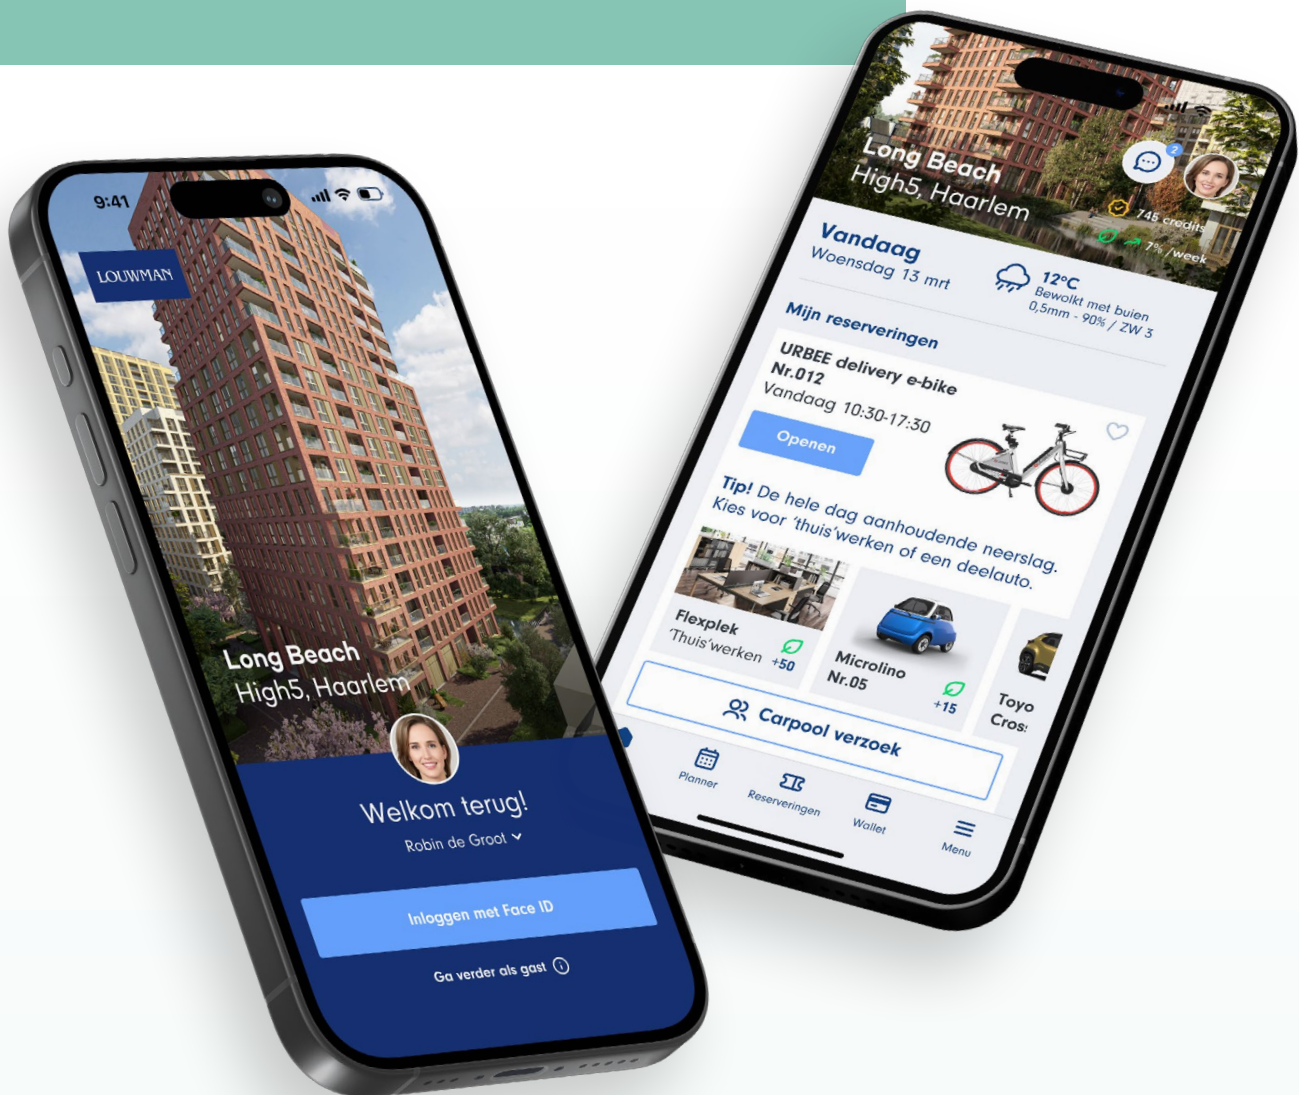 9:41
LOUWMAN
Long Beach
High5, Haarlem
Welkom terug!
Robin de Groot
Inloggen met Face ID
Ga verder als gast
Long Beach
High5, Haarlem
2
745 credits
7% /week
Vandaag
Woensdag 13 mrt
12°C
Bewolkt met buien
0,5mm - 90% / ZW 3
Mijn reserveringen
URBEE delivery e-bike
Nr.012
Vandaag 10:30-17:30
Openen
Tip! De hele dag aanhoudende neerslag.
Kies voor 'thuis'werken of een deelauto.
Flexplek
'Thuis'werken
+50
Microlino
Nr.05
+15
Toyo
Cros
Carpool verzoek
Planner
Reserveringen
Wallet
Menu